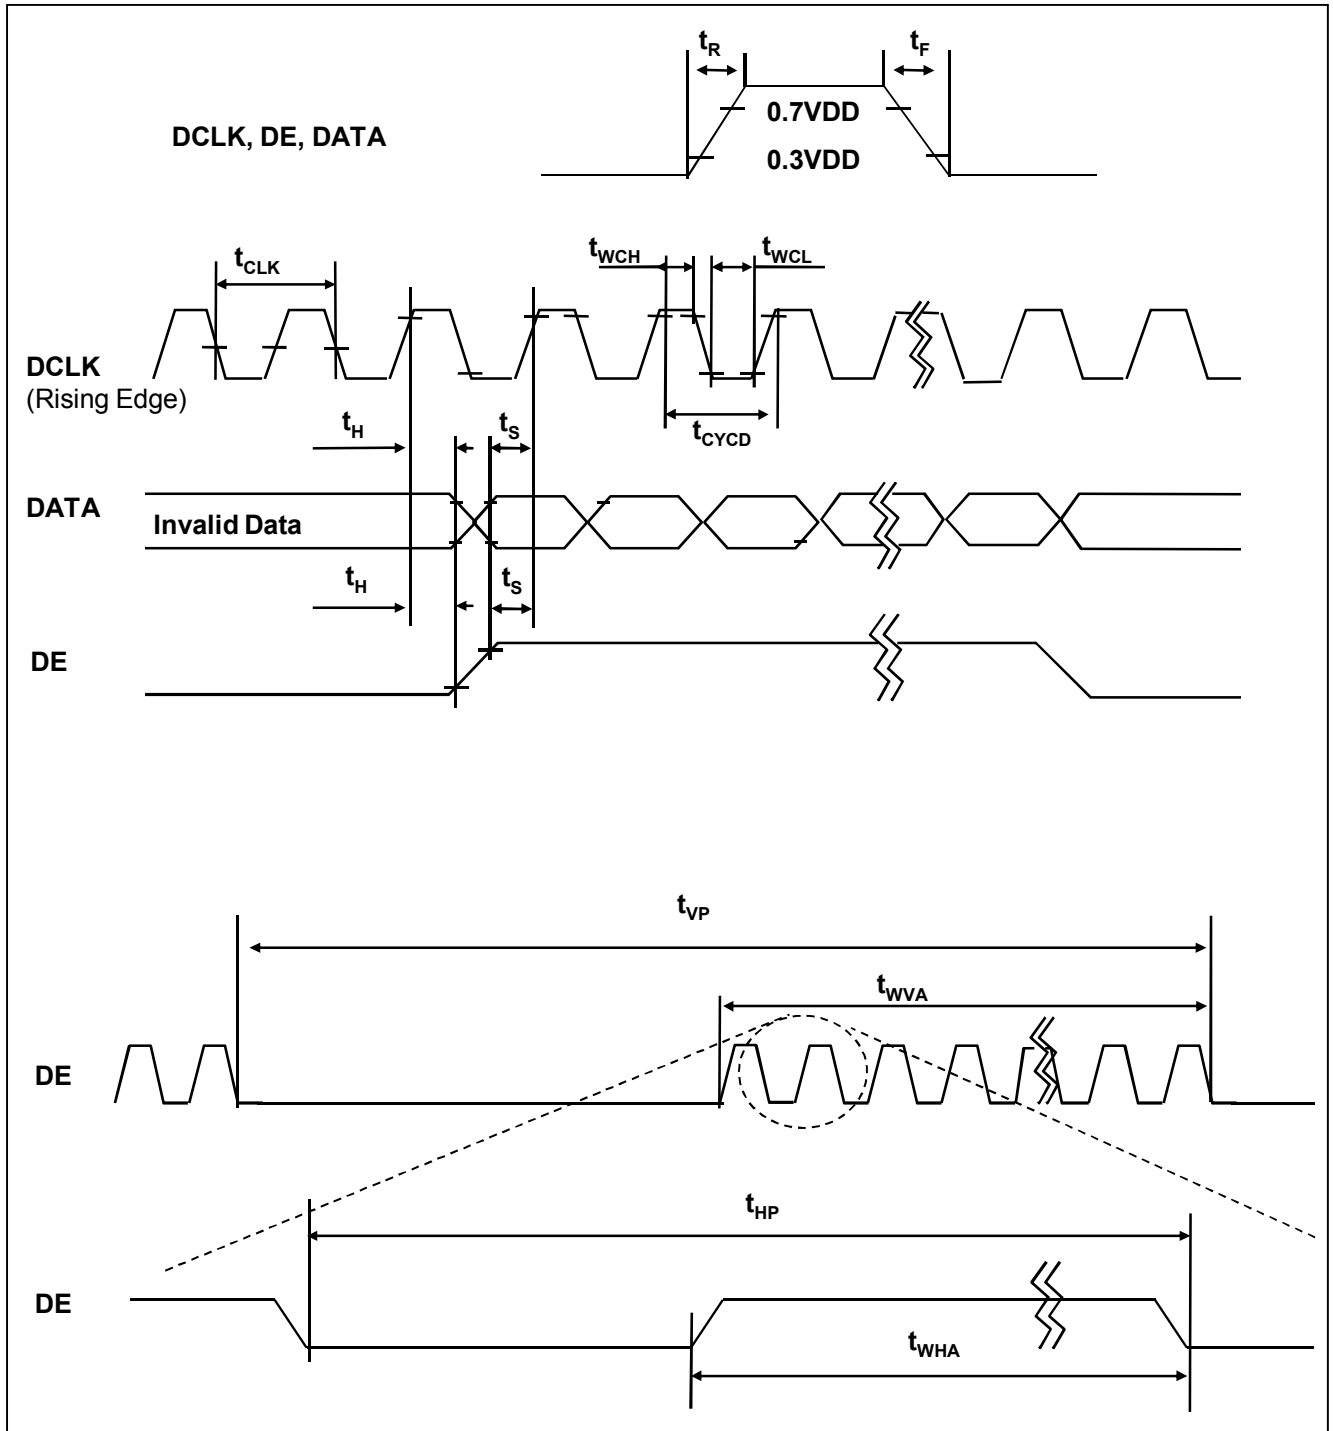 tR tF
0.7VDD
DCLK, DE, DATA
0.3VDD
tCLK tWCH tWCL
DCLK
(Rising Edge)
tH tS tCYCD
DATA
Invalid Data
tH tS
DE
tVP
tWVA
DE
tHP
DE
tWHA